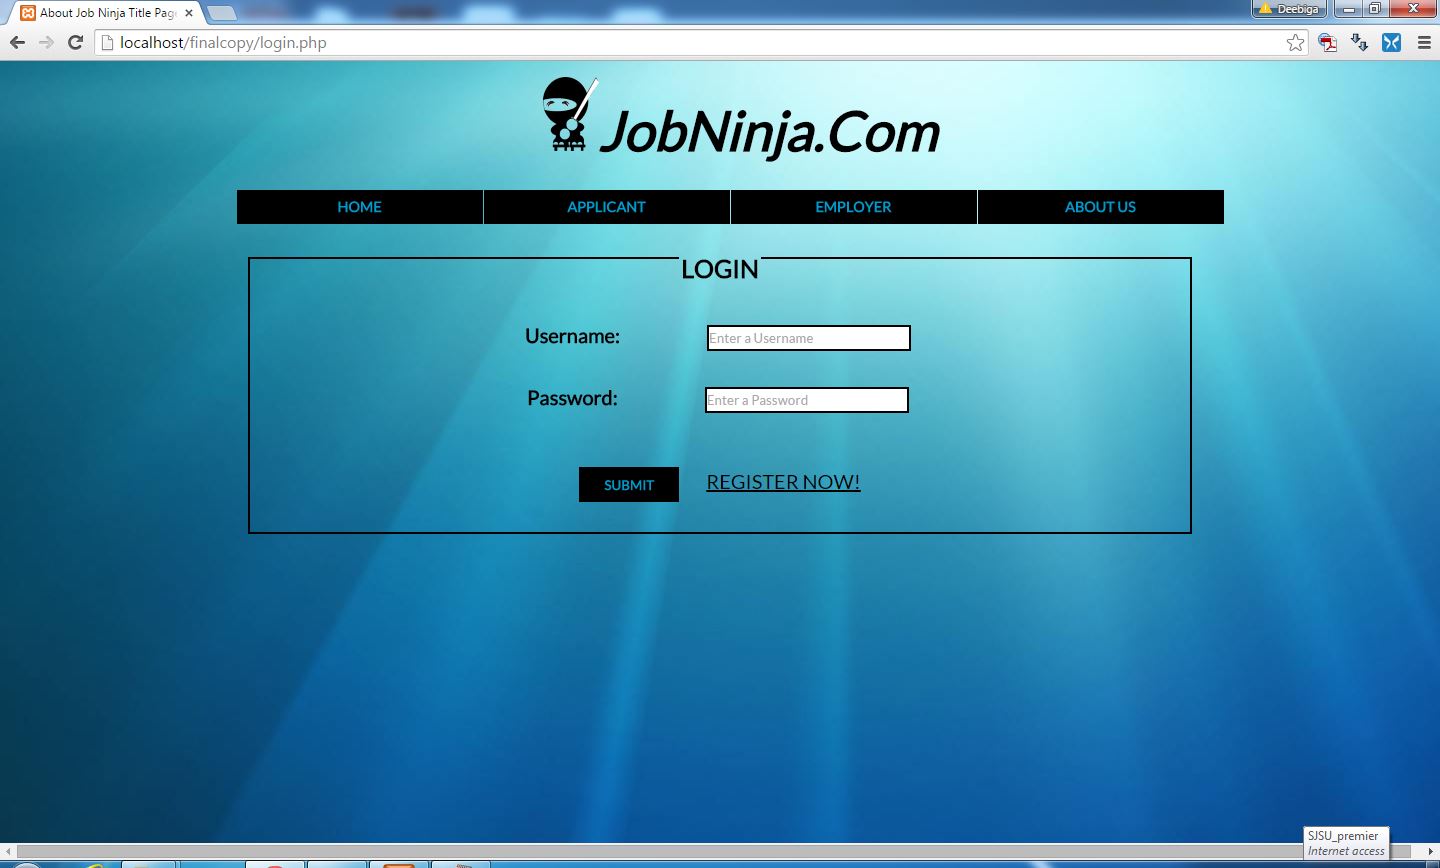 About Job Ninja Title Pag
Deebiga
localhost/finalcopy/login.php
JobNinja.Com
HOME APPLICANT EMPLOYER ABOUT US
LOGIN
Username: Enter a Username
Password: Enter a Password
SUBMIT REGISTER NOW!
SJSU_premier
Internet access